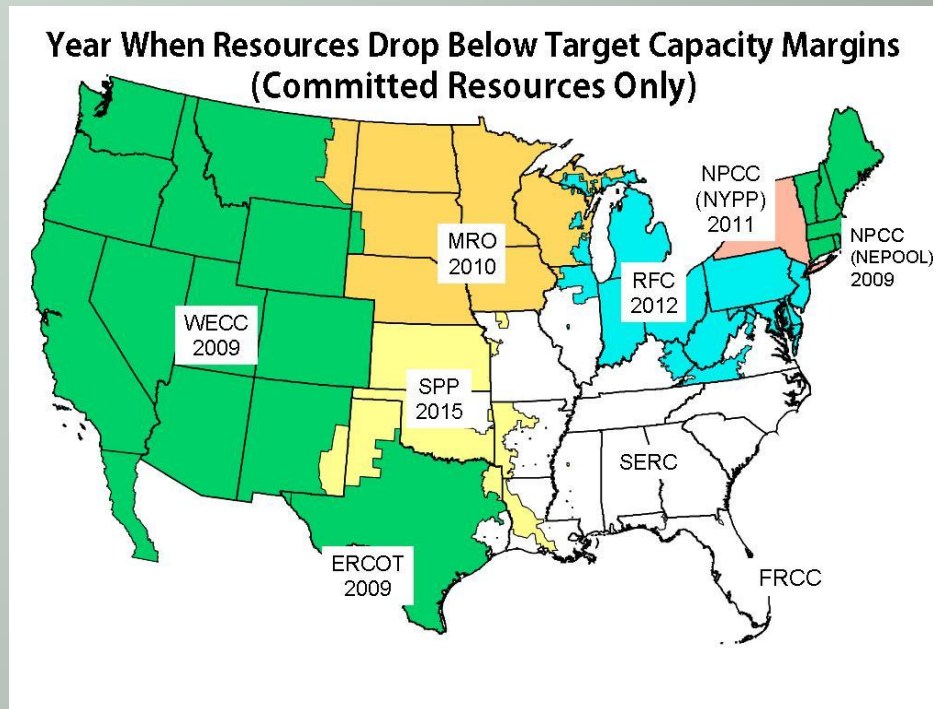 Year When Resources Drop Below Target Capacity Margins
(Committed Resources Only)
NPCC
(NYPP)
2011
MRO
2010
NPCC
(NEPOOL)
2009
RFC
2012
WECC
2009
SPP
2015
SERC
ERCOT
2009
FRCC